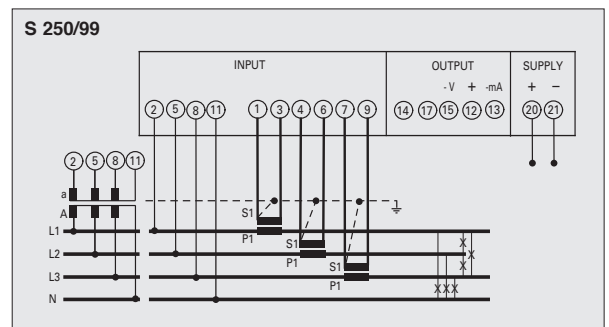 S 250/99
INPUT OUTPUT SUPPLY
- V + -mA + −
2 5 8 11 1 3 4 6 7 9 14 17 15 12 13 20 21
2 5 8 11
a
A
S1
L1
P1
S1
L2
P1
S1
L3
P1
N
X
X X
X
X X X